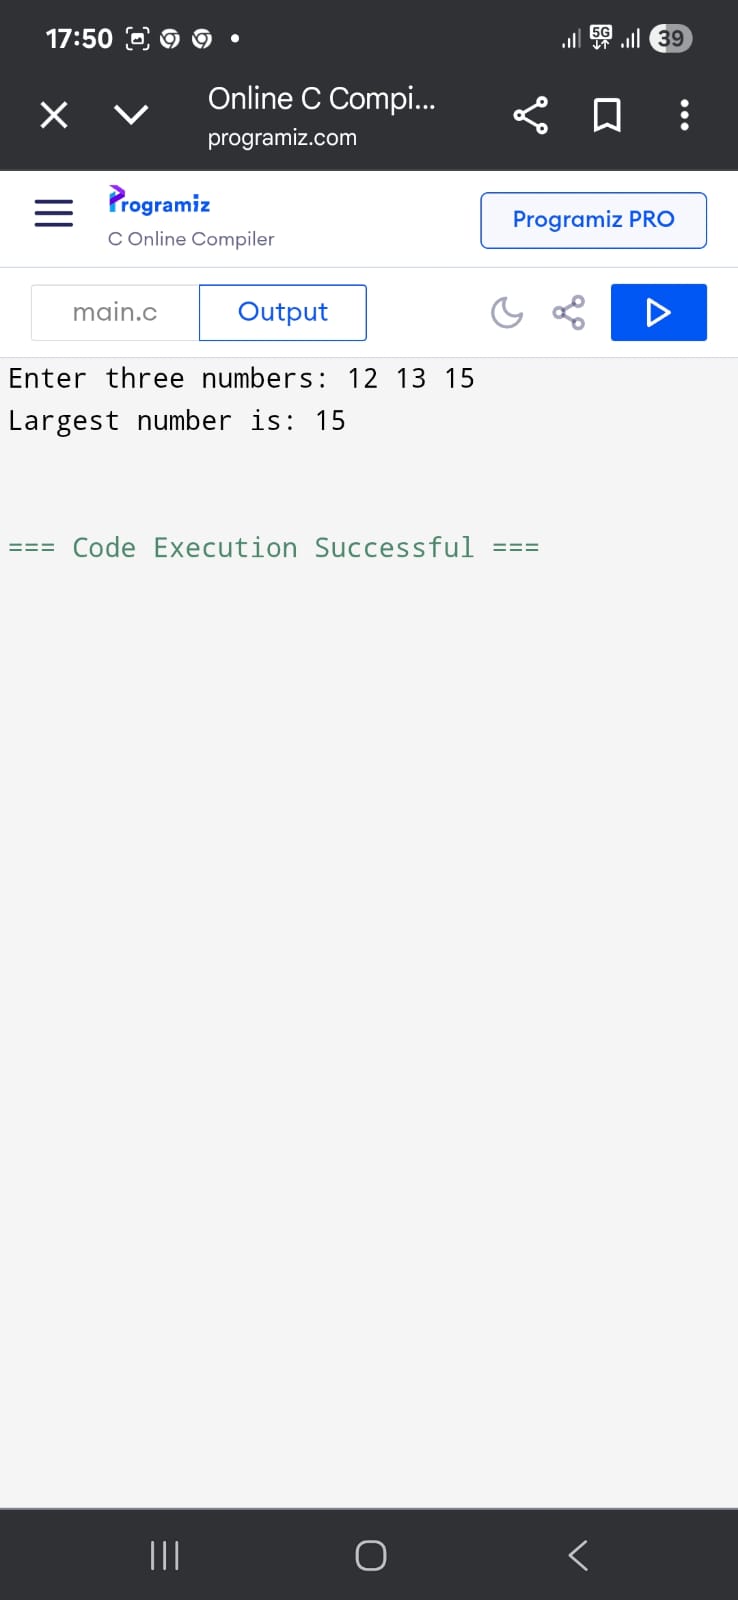 17:50
5G
39
Online C Compi...
programiz.com
Programiz
C Online Compiler
Programiz PRO
main.c
Output
Enter three numbers: 12 13 15
Largest number is: 15
=== Code Execution Successful ===